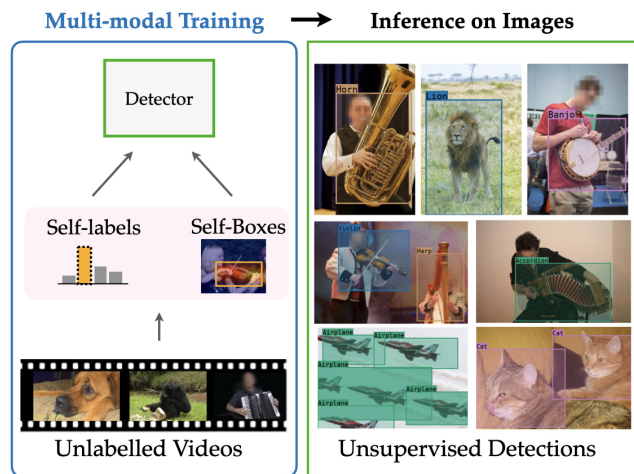 Multi-modal Training
Inference on Images
Detector
Self-labels
Self-Boxes
Unlabelled Videos
Horn
Lion
Banjo
Violin
Harp
Accordion
Airplane
Airplane
Airplane
Airplane
Cat
Cat
Unsupervised Detections